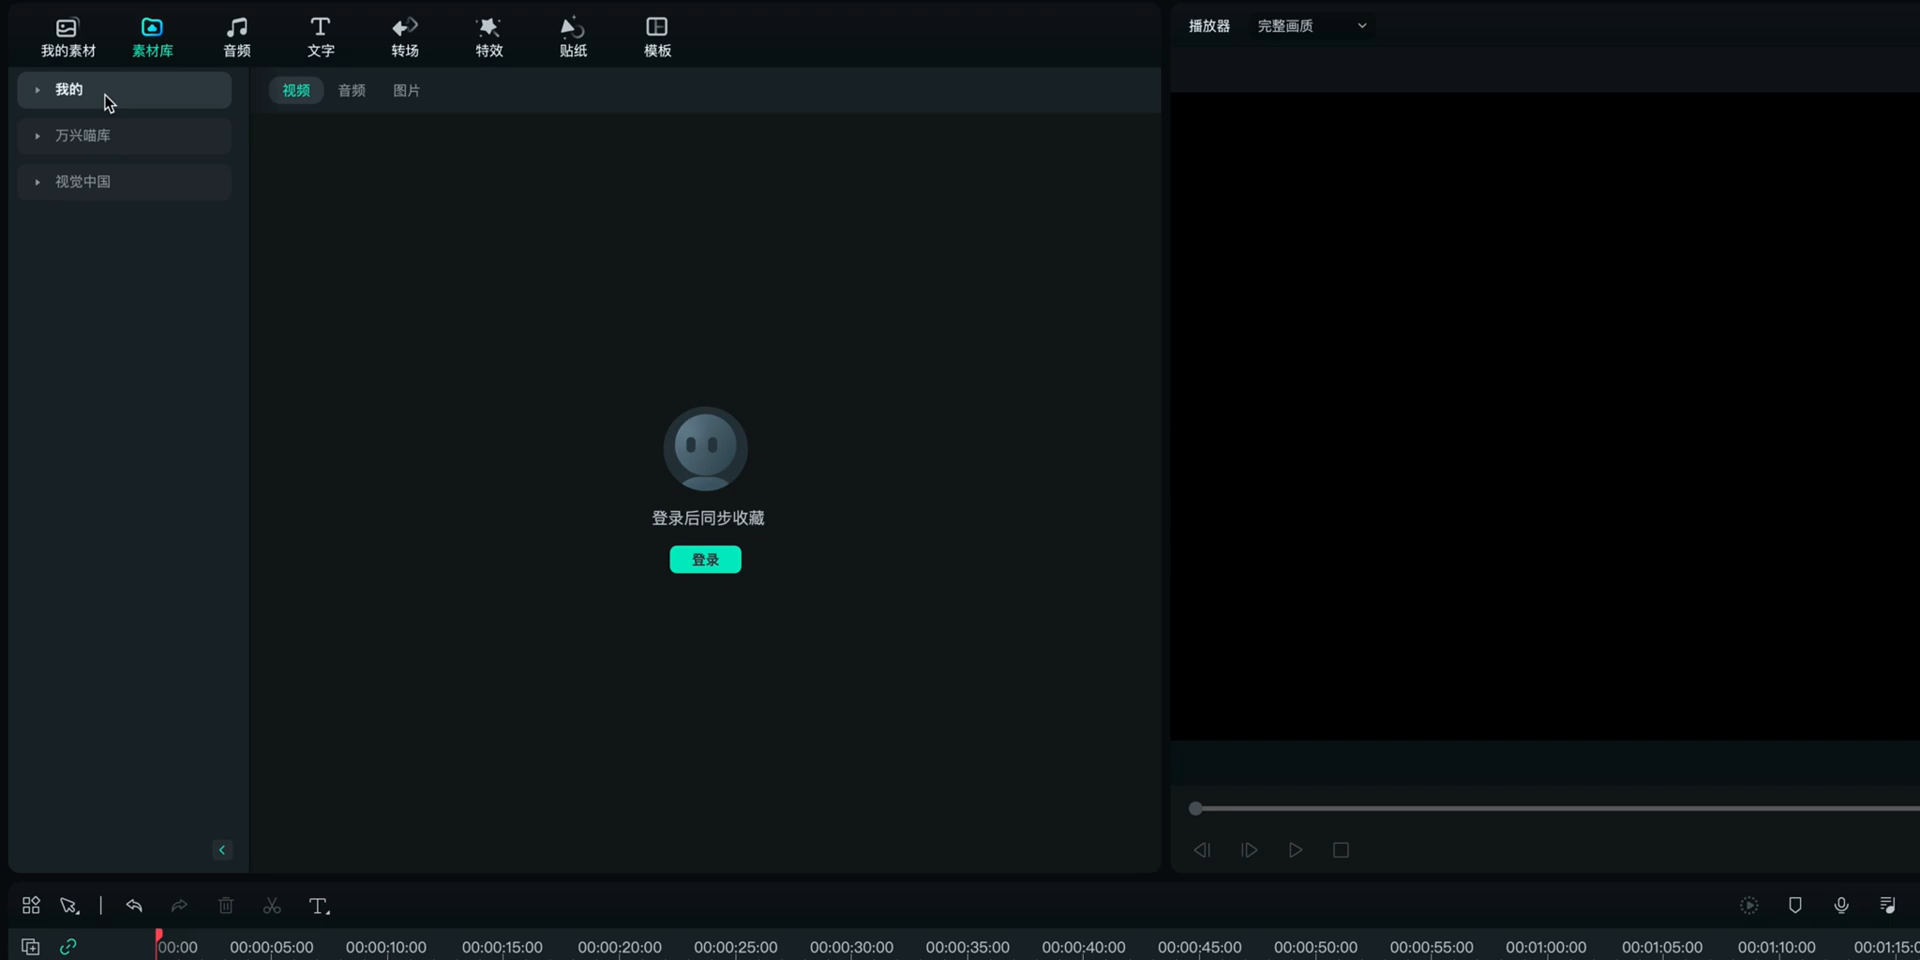 我的素材 素材库 音频 文字 转场 特效 贴纸 模板
播放器 完整画质
我的
万兴喵库
视觉中国
视频 音频 图片
登录后同步收藏
登录
00:00 00:00:05:00 00:00:10:00 00:00:15:00 00:00:20:00 00:00:25:00 00:00:30:00 00:00:35:00 00:00:40:00 00:00:45:00 00:00:50:00 00:00:55:00 00:01:00:00 00:01:05:00 00:01:10:00 00:01:15:0